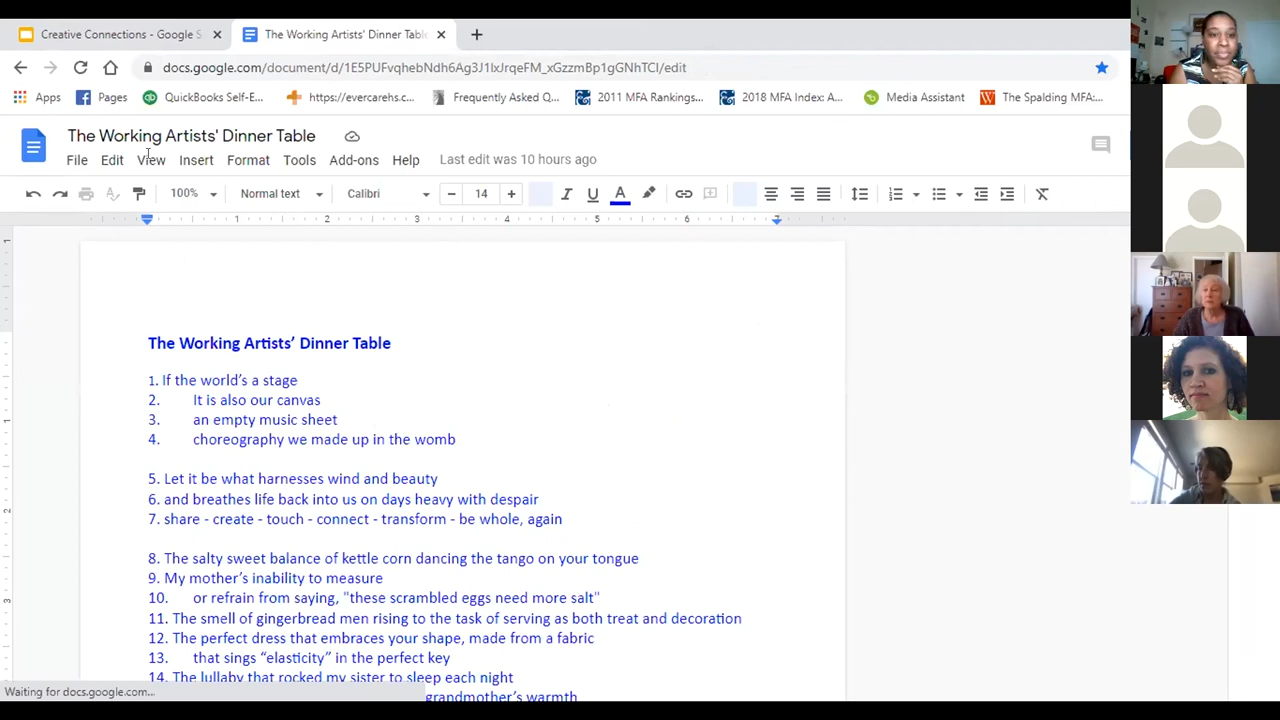 Creative Connections - Google S
The Working Artists' Dinner Table
docs.google.com/document/d/1E5PUFvqhebNdh6Ag3J1IxJrqeFM_xGzzmBp1gGNhTCI/edit
Apps Pages QuickBooks Self-E... https://evercarehs.c... Frequently Asked Q... 2011 MFA Rankings... 2018 MFA Index: A... Media Assistant The Spalding MFA:...
The Working Artists' Dinner Table
File Edit View Insert Format Tools Add-ons Help Last edit was 10 hours ago
100% Normal text Calibri 14
1 2 3 4 5 6 7
The Working Artists’ Dinner Table
1. If the world’s a stage
2. It is also our canvas
3. an empty music sheet
4. choreography we made up in the womb
5. Let it be what harnesses wind and beauty
6. and breathes life back into us on days heavy with despair
7. share - create - touch - connect - transform - be whole, again
8. The salty sweet balance of kettle corn dancing the tango on your tongue
9. My mother’s inability to measure
10. or refrain from saying, "these scrambled eggs need more salt"
11. The smell of gingerbread men rising to the task of serving as both treat and decoration
12. The perfect dress that embraces your shape, made from a fabric
13. that sings “elasticity” in the perfect key
14. The lullaby that rocked my sister to sleep each night
grandmother’s warmth
Waiting for docs.google.com...